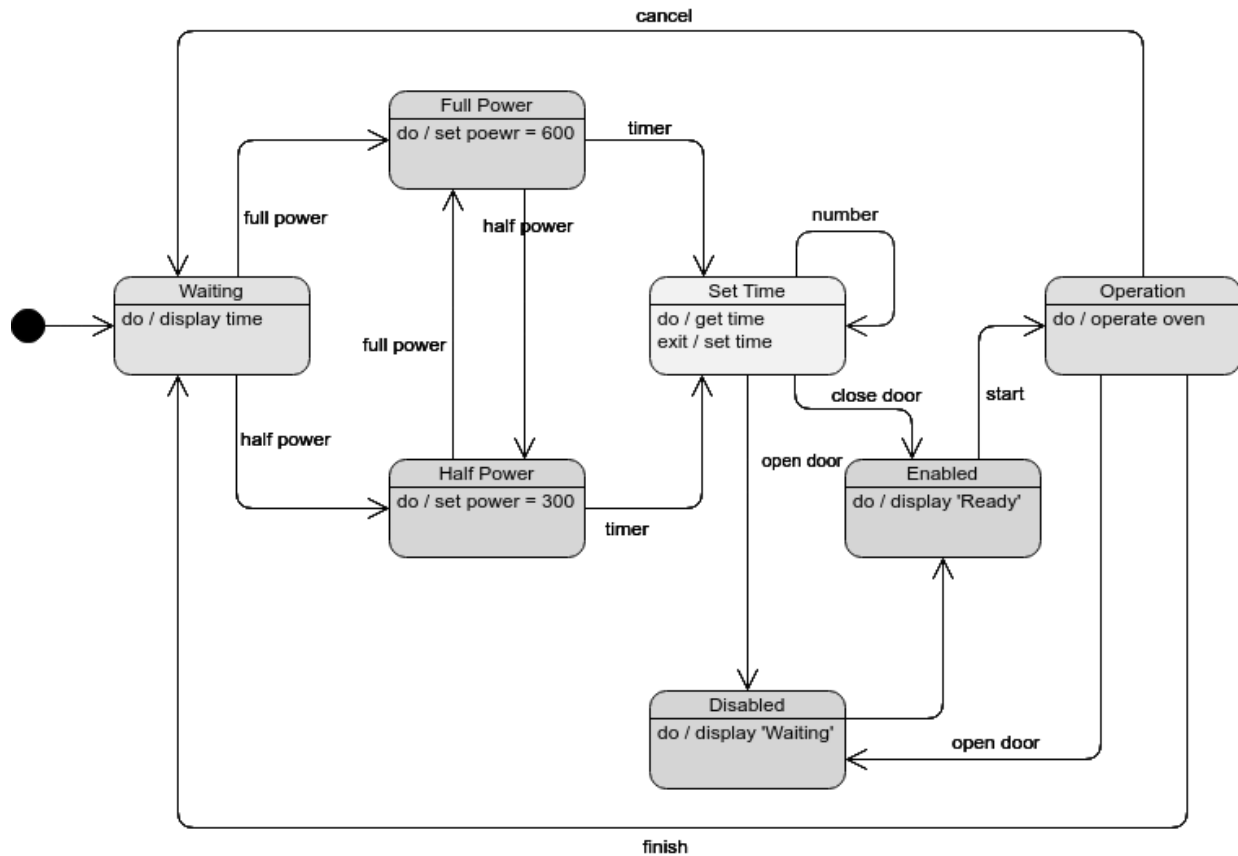 cancel
Full Power
do / set poewr = 600
timer
full power
half power
number
Waiting
do / display time
Set Time
do / get time
exit / set time
Operation
do / operate oven
full power
half power
close door
start
open door
Half Power
do / set power = 300
timer
Enabled
do / display 'Ready'
Disabled
do / display 'Waiting'
open door
finish